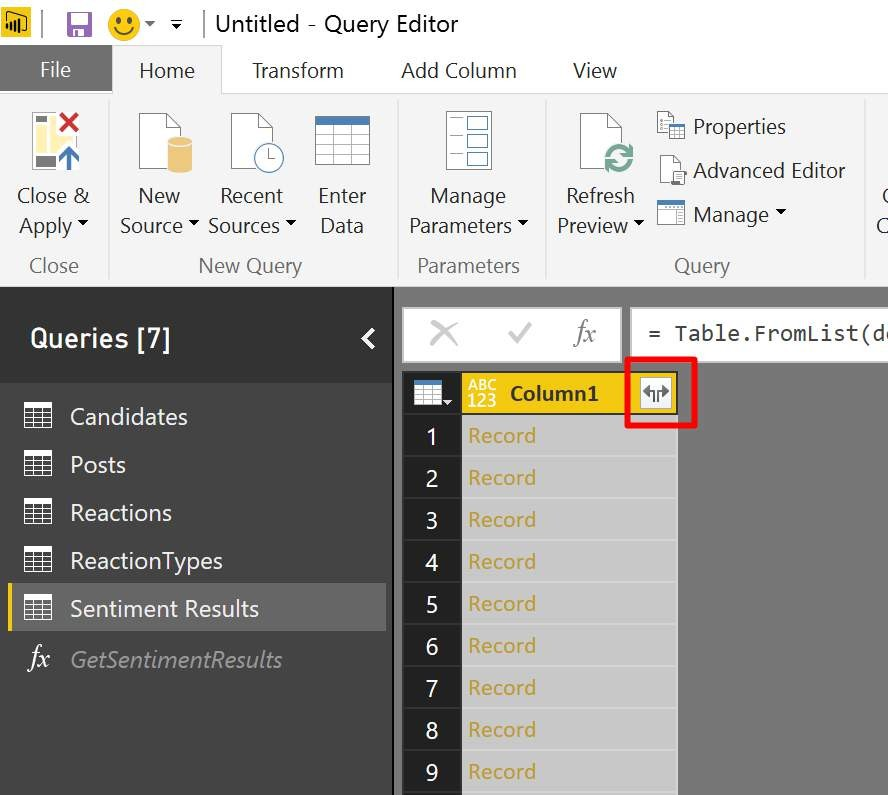 Untitled - Query Editor
File
Home
Transform
Add Column
View
Close &
Apply
New
Source
Recent
Sources
Enter
Data
Manage
Parameters
Refresh
Preview
Properties
Advanced Editor
Manage
Close
New Query
Parameters
Query
Queries [7]
fx
= Table.FromList(de
ABC
123
Column1
Candidates
Posts
Reactions
ReactionTypes
Sentiment Results
fx GetSentimentResults
1 Record
2 Record
3 Record
4 Record
5 Record
6 Record
7 Record
8 Record
9 Record